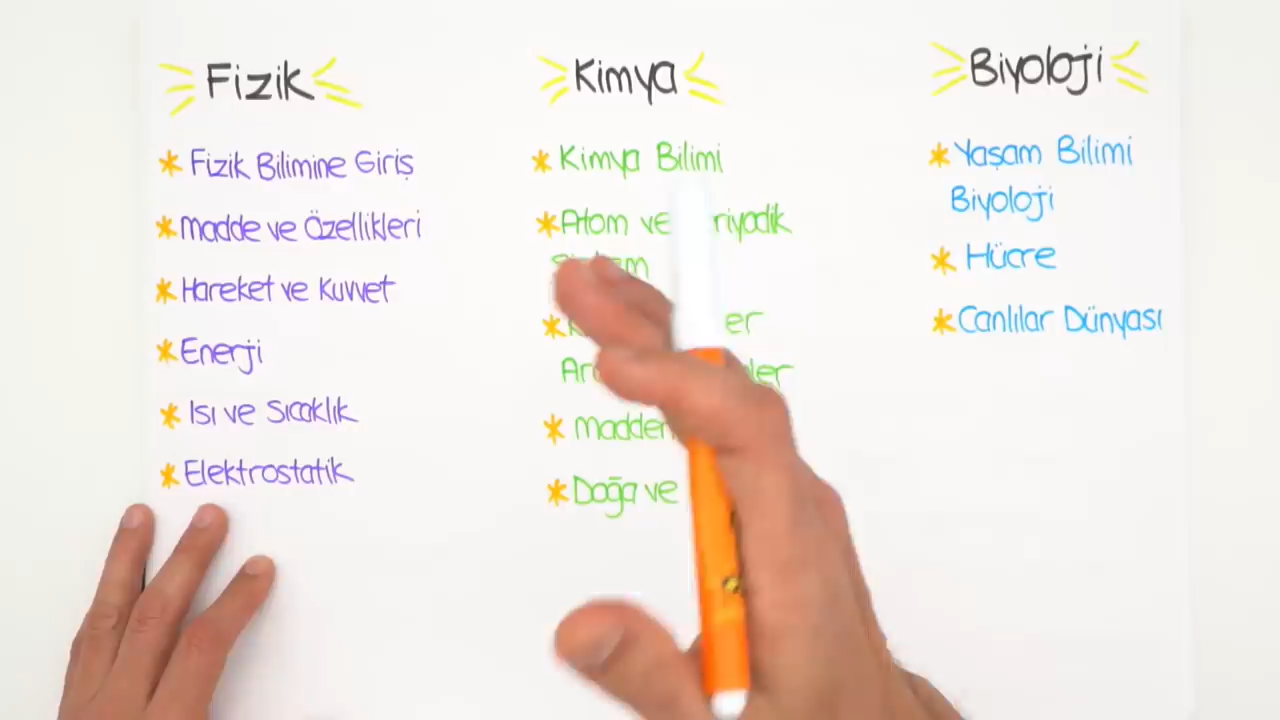 Fizik
Fizik Bilimine Giriş
Madde ve Özellikleri
Hareket ve Kuvvet
Enerji
Isı ve Sıcaklık
Elektrostatik
Kimya
Kimya Bilimi
Atom ve
Doğa ve
Biyoloji
Yaşam Bilimi
Biyoloji
Hücre
Canlılar Dünyası